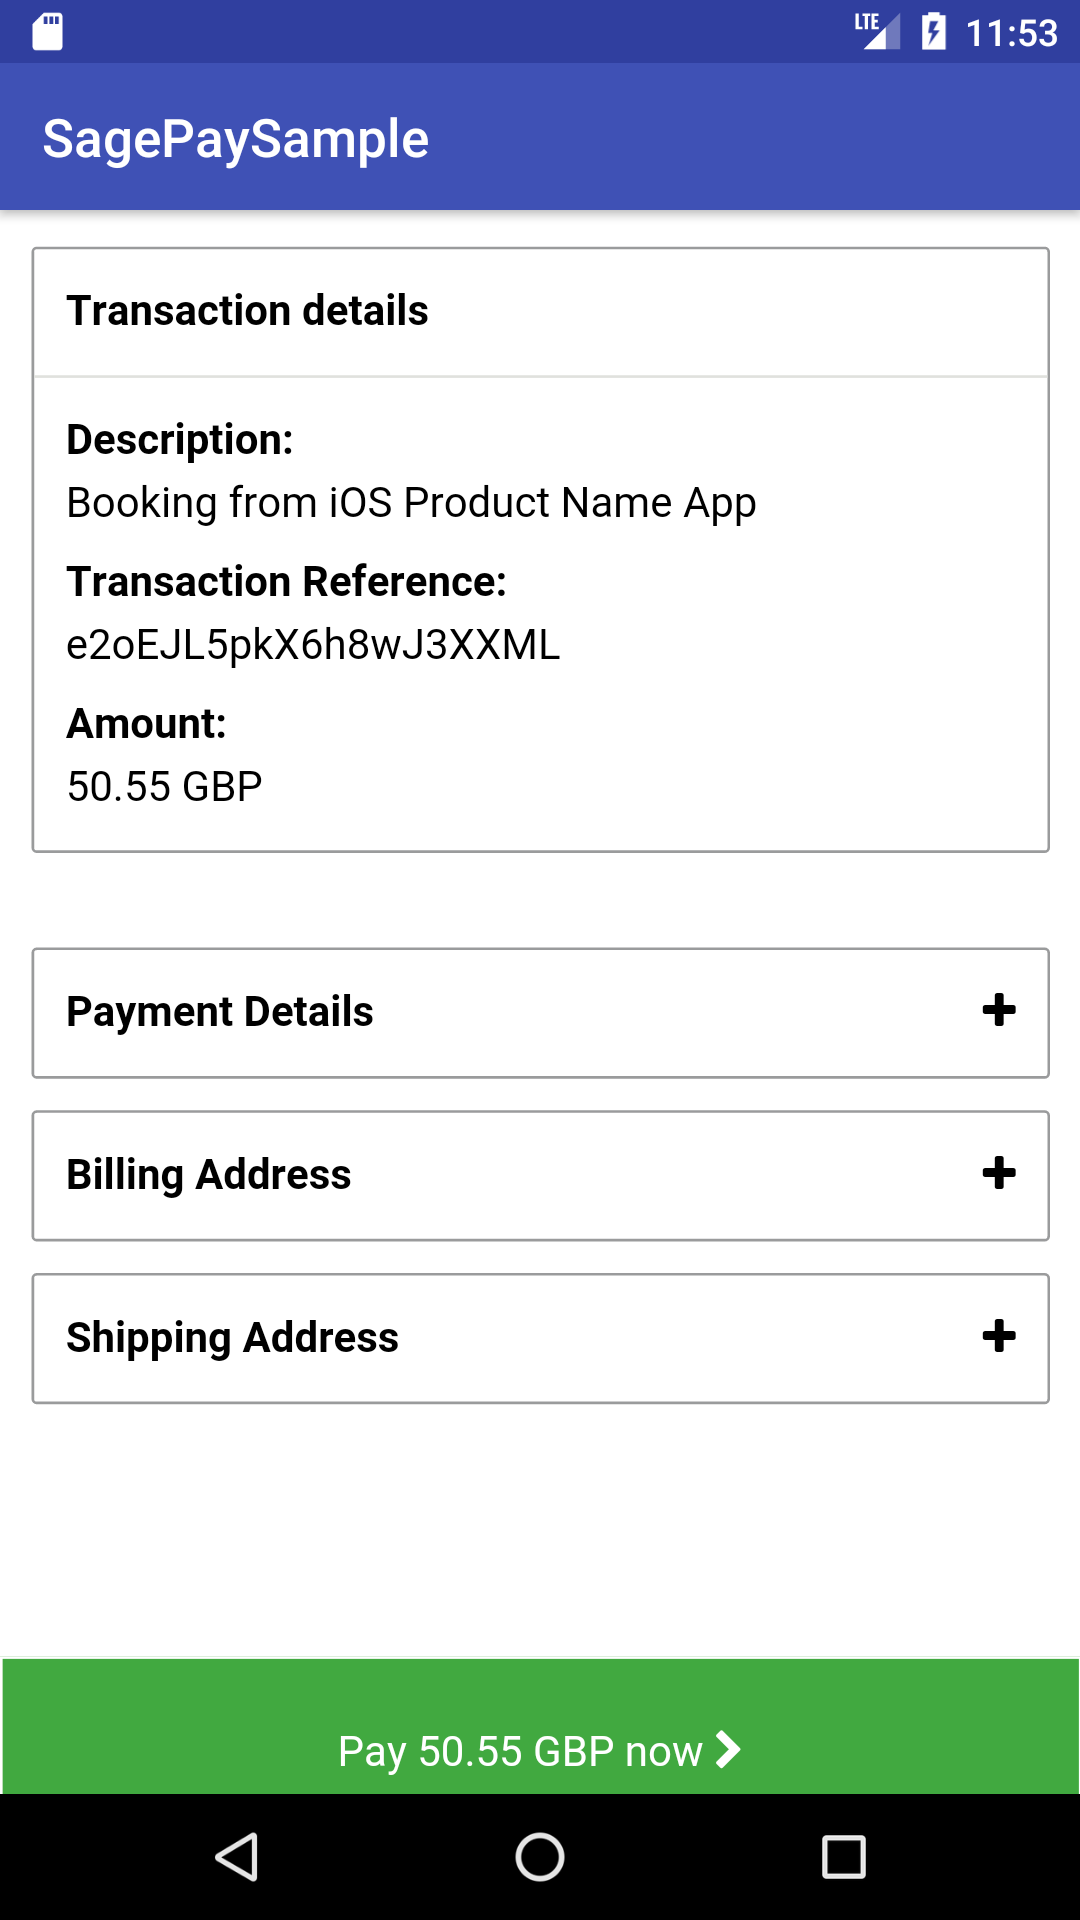 LTE 11:53
SagePaySample
Transaction details
Description:
Booking from iOS Product Name App
Transaction Reference:
e2oEJL5pkX6h8wJ3XXML
Amount:
50.55 GBP
Payment Details
Billing Address
Shipping Address
Pay 50.55 GBP now